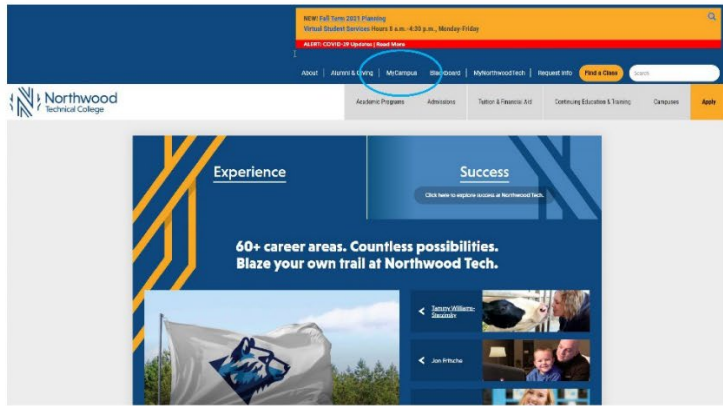 NEW! Fall Term 2021 Planning
Virtual Student Services Hours 8 a.m.-4:30 p.m., Monday-Friday
ALERT: COVID-19 Updates | Read More
About | Alumni & Giving | MyCampus Blackboard | MyNorthwoodTech | Request Info Find a Class Search
Northwood
Technical College
Academic Programs Admissions Tuition & Financial Aid Continuing Education & Training Campuses Apply
Experience
Success
Click here to explore success at Northwood Tech.
60+ career areas. Countless possibilities.
Blaze your own trail at Northwood Tech.
Tammy Williams-
Jon Fritsche